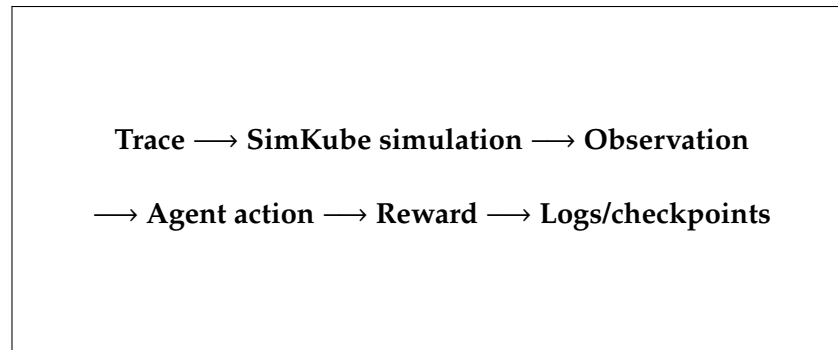 Trace ⟶ SimKube simulation ⟶ Observation
⟶ Agent action ⟶ Reward ⟶ Logs/checkpoints